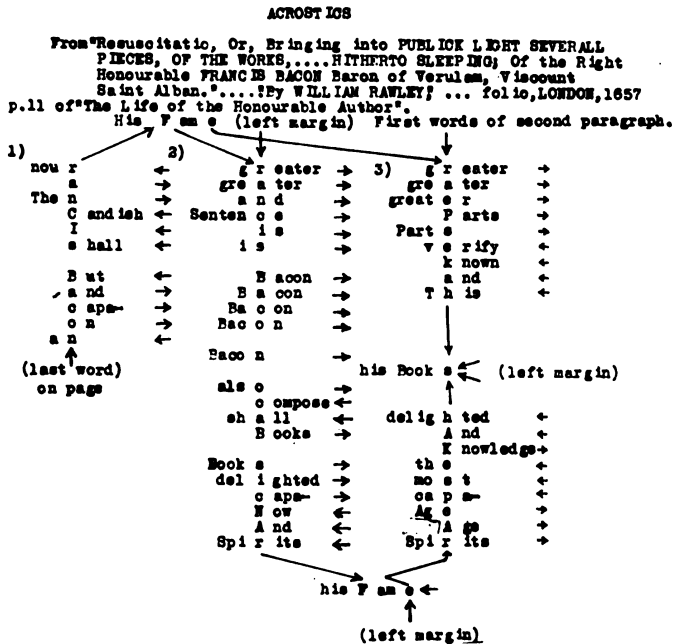 ACROSTICS
From "Resuscitatio, Or, Bringing into PUBLICK LIGHT SEVERALL
PIECES, OF THE WORKS,....HITHERTO SLEEPING; Of the Right
Honourable FRANCIS BACON Baron of Verulam, Viscount
Saint Alban."...."By WILLIAM RAWLEY," ... folio, LONDON, 1657
p.11 of "The Life of the Honourable Author".
His F am e (left margin) First words of second paragraph.
1) 2) 3)
nou r ← g r eater → g r eater →
a → gre a ter → gre a ter →
The n → a n d → great e r →
C andish ← Senten c e → P arts →
I ← i s → Part s →
s hall ← i s → v e rify ←
k nown ←
B ut ← B acon → a nd ←
a nd → B a con → T h is ←
c apa- → Ba c on →
o n → Bac o n →
a n ←
Baco n →
(last word) his Book s (left margin)
on page
als o →
c ompose ← delig h ted ←
sh a ll ← A nd ←
B ooks → K nowledge →
Book s → th e ←
del i ghted → mo s t ←
c apa- → ca p a- ←
N ow ← Ag e ←
A nd ← A ge →
Spi r its ← Spi r its →
his F am e ←
(left margin)